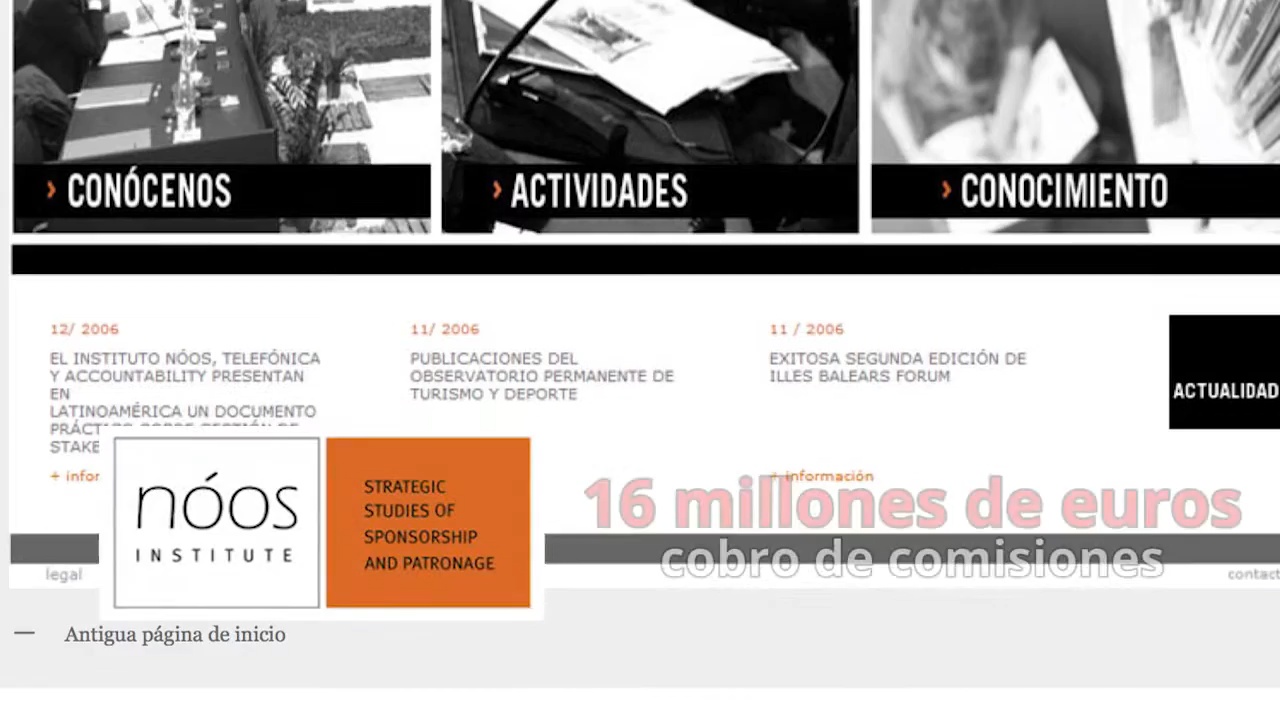 › CONÓCENOS
› ACTIVIDADES
› CONOCIMIENTO
12/ 2006
EL INSTITUTO NÓOS, TELEFÓNICA
Y ACCOUNTABILITY PRESENTAN
EN
LATINOAMÉRICA UN DOCUMENTO
STAKE
+ infor
11/ 2006
PUBLICACIONES DEL
OBSERVATORIO PERMANENTE DE
TURISMO Y DEPORTE
11 / 2006
EXITOSA SEGUNDA EDICIÓN DE
ILLES BALEARS FORUM
+ información
ACTUALIDAD
nóos
INSTITUTE
STRATEGIC
STUDIES OF
SPONSORSHIP
AND PATRONAGE
16 millones de euros
cobro de comisiones
legal
contact
— Antigua página de inicio